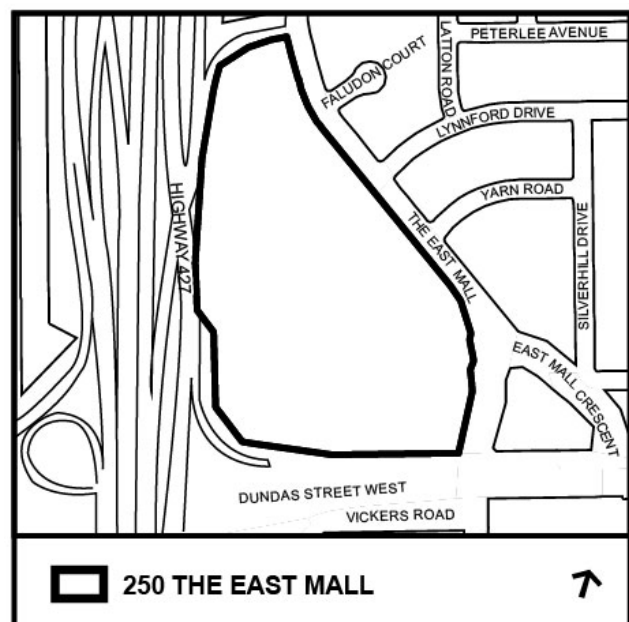 PETERLEE AVENUE
LATTON ROAD
FALUDON COURT
LYNNFORD DRIVE
YARN ROAD
HIGHWAY 427
THE EAST MALL
SILVERHILL DRIVE
EAST MALL CRESCENT
DUNDAS STREET WEST
VICKERS ROAD
250 THE EAST MALL